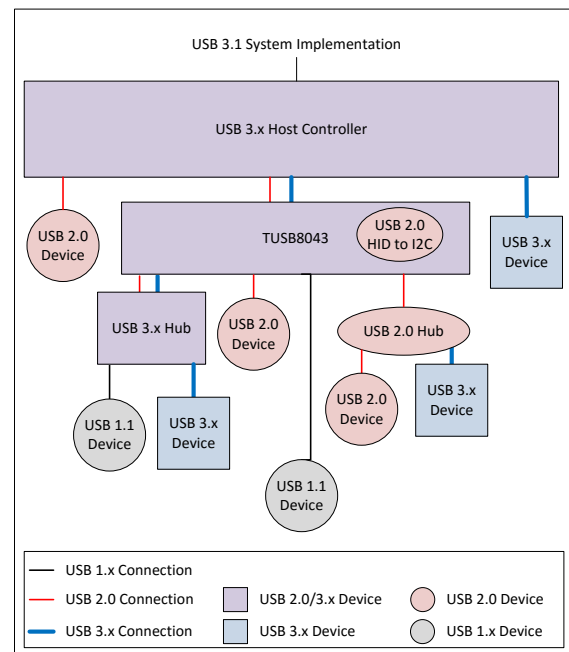 USB 3.1 System Implementation
USB 3.x Host Controller
USB 2.0
Device
TUSB8043
USB 2.0
HID to I2C
USB 3.x
Device
USB 3.x Hub
USB 2.0
Device
USB 2.0 Hub
USB 1.1
Device
USB 3.x
Device
USB 2.0
Device
USB 3.x
Device
USB 1.1
Device
USB 1.x Connection
USB 2.0 Connection
USB 3.x Connection
USB 2.0/3.x Device
USB 3.x Device
USB 2.0 Device
USB 1.x Device